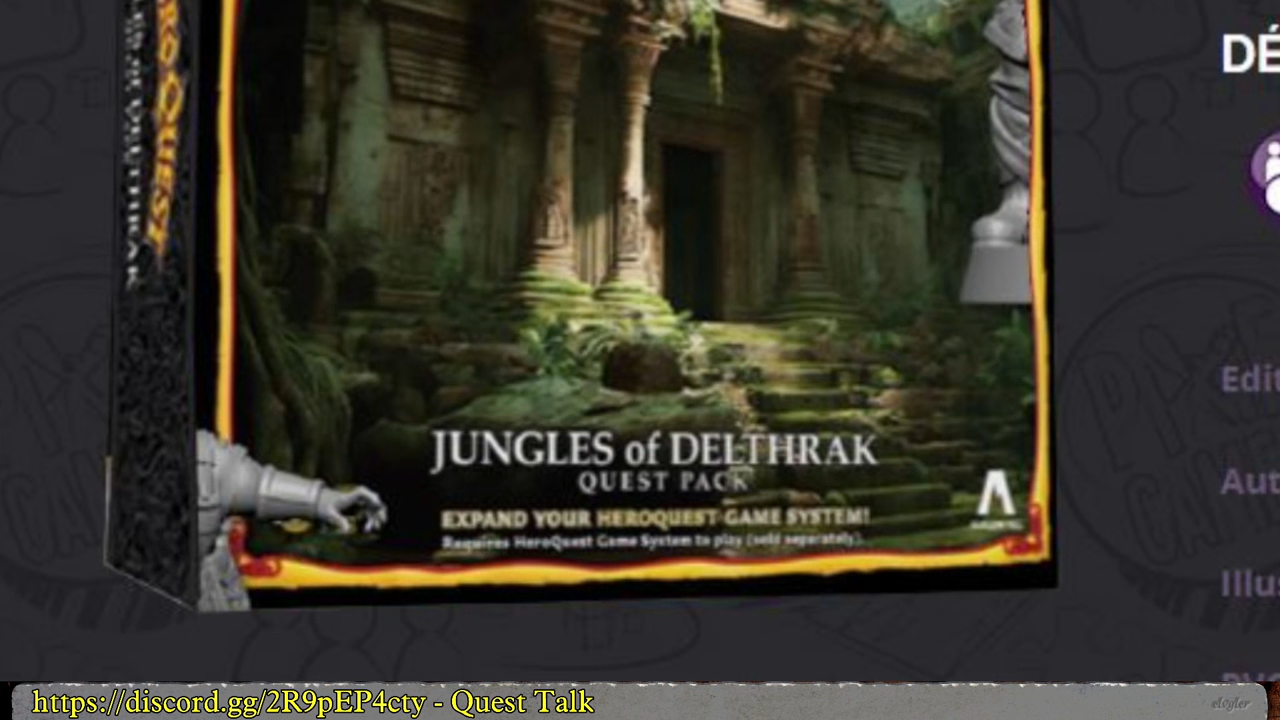 DÉ
JUNGLES of DELTHRAK
QUEST PACK
EXPAND YOUR HEROQUEST GAME SYSTEM!
Requires HeroQuest Game System to play (sold separately).
Edit
Aut
Illus
https://discord.gg/2R9pEP4cty - Quest Talk